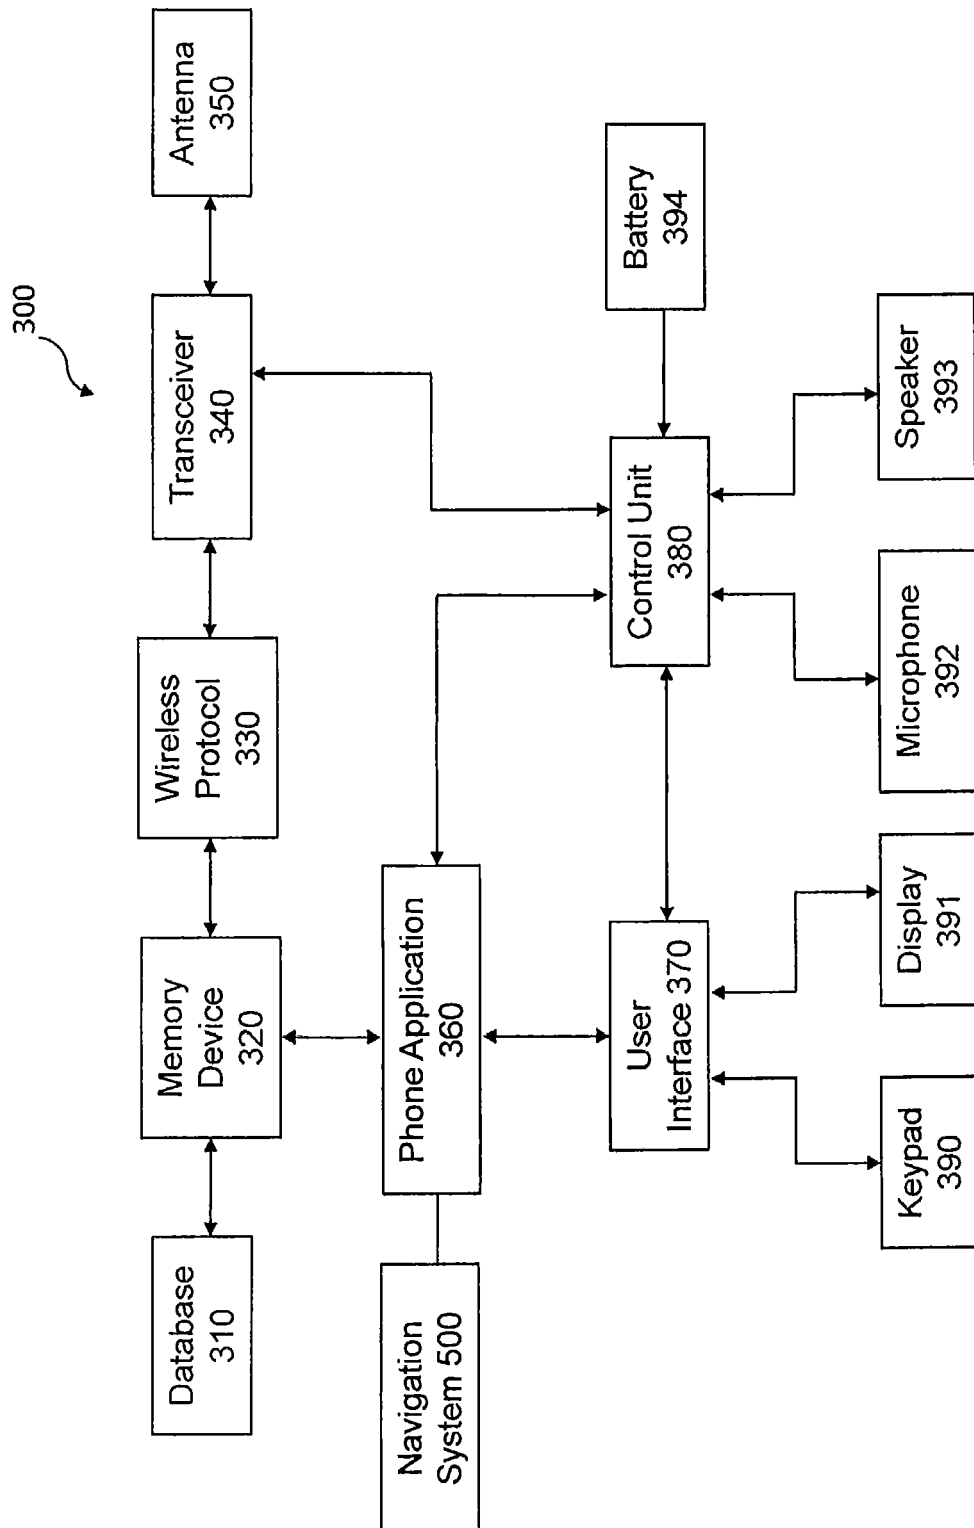 300
Database
310
Memory
Device
320
Wireless
Protocol
330
Transceiver
340
Antenna
350
Navigation
System 500
Phone Application
360
User
Interface 370
Control Unit
380
Battery
394
Keypad
390
Display
391
Microphone
392
Speaker
393